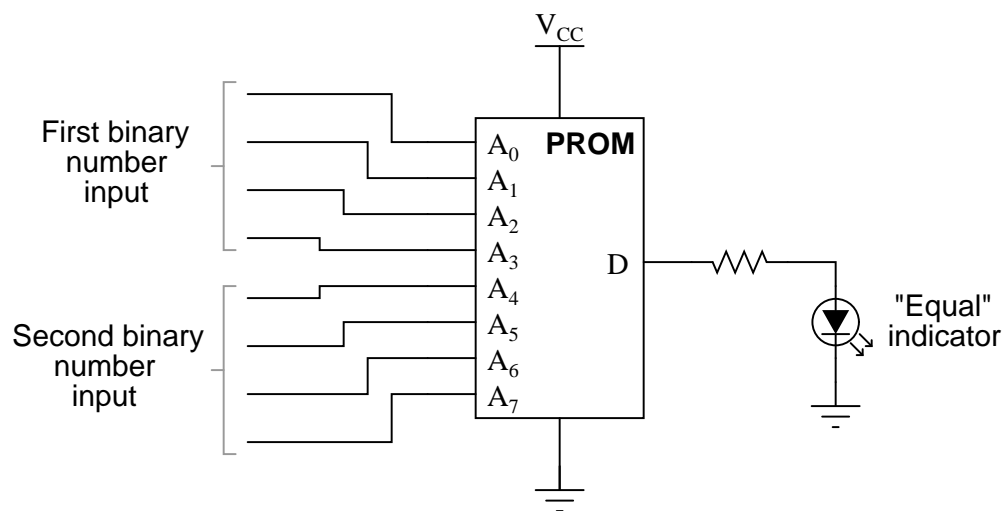 V_CC
First binary
number
input
Second binary
number
input
PROM
A_0
A_1
A_2
A_3
A_4
A_5
A_6
A_7
D
"Equal"
indicator